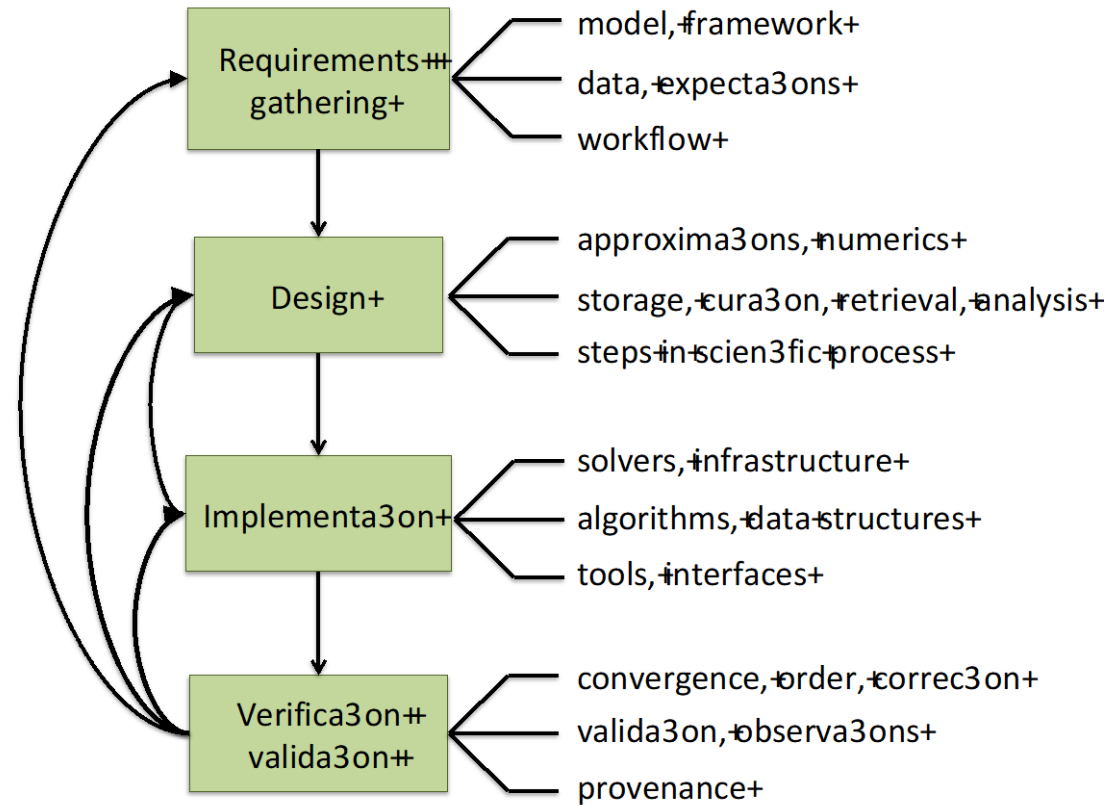 Requirements+++
gathering+
model,+framework+
data,+expecta3ons+
workflow+
Design+
approxima3ons,+numerics+
storage,+cura3on,+retrieval,+analysis+
steps+in+scien3fic+process+
Implementa3on+
solvers,+infrastructure+
algorithms,+data+structures+
tools,+interfaces+
Verifica3on++
valida3on++
convergence,+order,+correc3on+
valida3on,+observa3ons+
provenance+